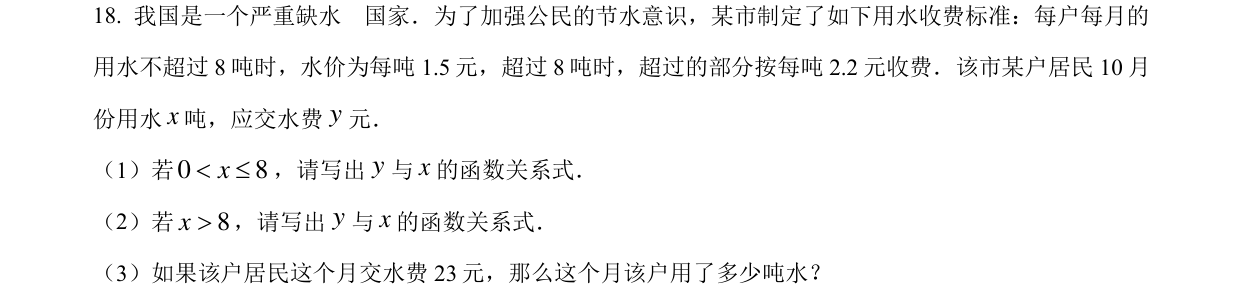 18. 我国是一个严重缺水　国家．为了加强公民的节水意识，某市制定了如下用水收费标准：每户每月的
用水不超过 8 吨时，水价为每吨 1.5 元，超过 8 吨时，超过的部分按每吨 2.2 元收费．该市某户居民 10 月
份用水 x 吨，应交水费 y 元．
（1）若 0 < x ≤ 8，请写出 y 与 x 的函数关系式．
（2）若 x > 8，请写出 y 与 x 的函数关系式．
（3）如果该户居民这个月交水费 23 元，那么这个月该户用了多少吨水？